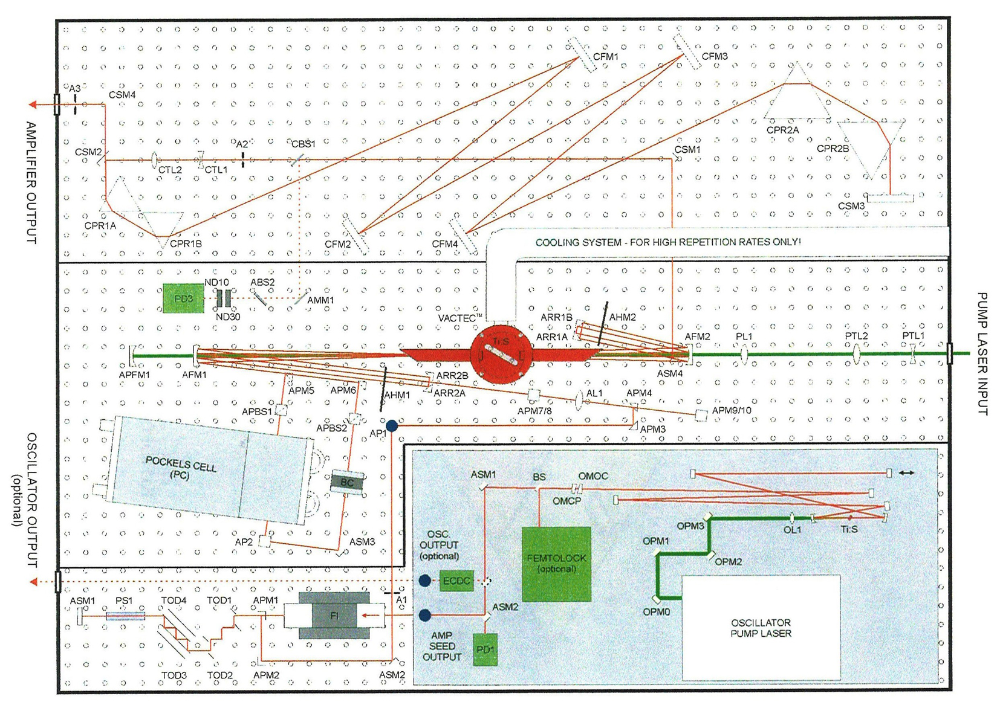 CFM1
CFM3
A3
CSM4
AMPLIFIER OUTPUT
CPR2A
CPR2B
CSM2
A2
CBS1
CSM1
CTL2
CTL1
CSM3
CPR1A
CPR1B
CFM2
CFM4
COOLING SYSTEM - FOR HIGH REPETITION RATES ONLY!
PD3
ND10
ND30
ABS2
AMM1
VACTEC™
Ti:S
ARR1B
ARR1A
AHM2
AFM2
PL1
PTL2
PTL1
PUMP LASER INPUT
APFM1
AFM1
ASM4
APM5
APM6
AHM1
ARR2B
ARR2A
AL1
APM4
APM7/8
APM9/10
APM3
APBS1
APBS2
AP1
POCKELS CELL
(PC)
BC
AP2
ASM3
OSCILLATOR OUTPUT
(optional)
ASM1
BS
OMOC
OMCP
OPM3
OL1
Ti:S
OPM1
OPM2
OPM0
OSC.
OUTPUT
(optional)
FEMTOLOCK
(optional)
ECDC
ASM2
A1
AMP.
SEED
OUTPUT
PD1
OSCILLATOR
PUMP LASER
ASM1
PS1
TOD4
TOD1
APM1
FI
TOD3
TOD2
APM2
ASM2